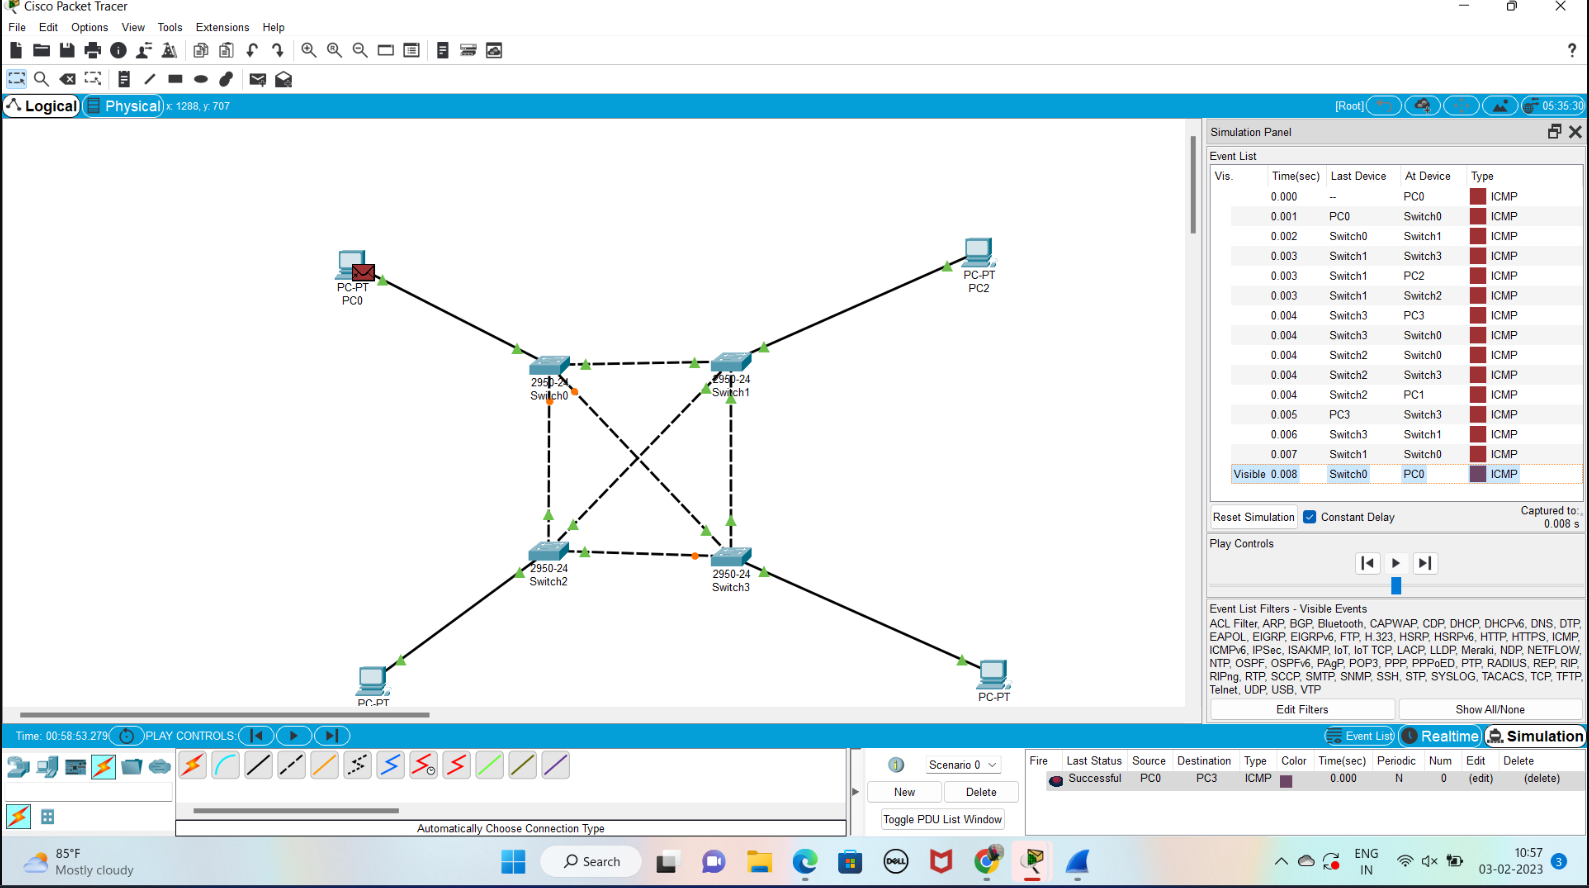 Cisco Packet Tracer
File Edit Options View Tools Extensions Help
?
Logical Physical x: 1288, y: 707 [Root] 05:35:30
Simulation Panel
Event List
Vis. Time(sec) Last Device At Device Type
0.000 -- PC0 ICMP
0.001 PC0 Switch0 ICMP
0.002 Switch0 Switch1 ICMP
0.003 Switch1 Switch3 ICMP
0.003 Switch1 PC2 ICMP
0.003 Switch1 Switch2 ICMP
0.004 Switch3 PC3 ICMP
0.004 Switch3 Switch0 ICMP
0.004 Switch2 Switch0 ICMP
0.004 Switch2 Switch3 ICMP
0.004 Switch2 PC1 ICMP
0.005 PC3 Switch3 ICMP
0.006 Switch3 Switch1 ICMP
0.007 Switch1 Switch0 ICMP
Visible 0.008 Switch0 PC0 ICMP
Reset Simulation Constant Delay Captured to:
0.008 s
Play Controls
Event List Filters - Visible Events
ACL Filter, ARP, BGP, Bluetooth, CAPWAP, CDP, DHCP, DHCPv6, DNS, DTP,
EAPOL, EIGRP, EIGRPv6, FTP, H.323, HSRP, HSRPv6, HTTP, HTTPS, ICMP,
ICMPv6, IPSec, ISAKMP, IoT, IoT TCP, LACP, LLDP, Meraki, NDP, NETFLOW,
NTP, OSPF, OSPFv6, PAgP, POP3, PPP, PPPoED, PTP, RADIUS, REP, RIP,
RIPng, RTP, SCCP, SMTP, SNMP, SSH, STP, SYSLOG, TACACS, TCP, TFTP,
Telnet, UDP, USB, VTP
Edit Filters Show All/None
PC-PT
PC0
PC-PT
PC2
2950-24
Switch0
2950-24
Switch1
2950-24
Switch2
2950-24
Switch3
PC-PT
PC-PT
Time: 00:58:53.279 PLAY CONTROLS: Event List Realtime Simulation
Automatically Choose Connection Type
Scenario 0
New Delete
Toggle PDU List Window
Fire Last Status Source Destination Type Color Time(sec) Periodic Num Edit Delete
Successful PC0 PC3 ICMP 0.000 N 0 (edit) (delete)
85°F
Mostly cloudy
Search
DELL
ENG
IN
10:57
03-02-2023
3